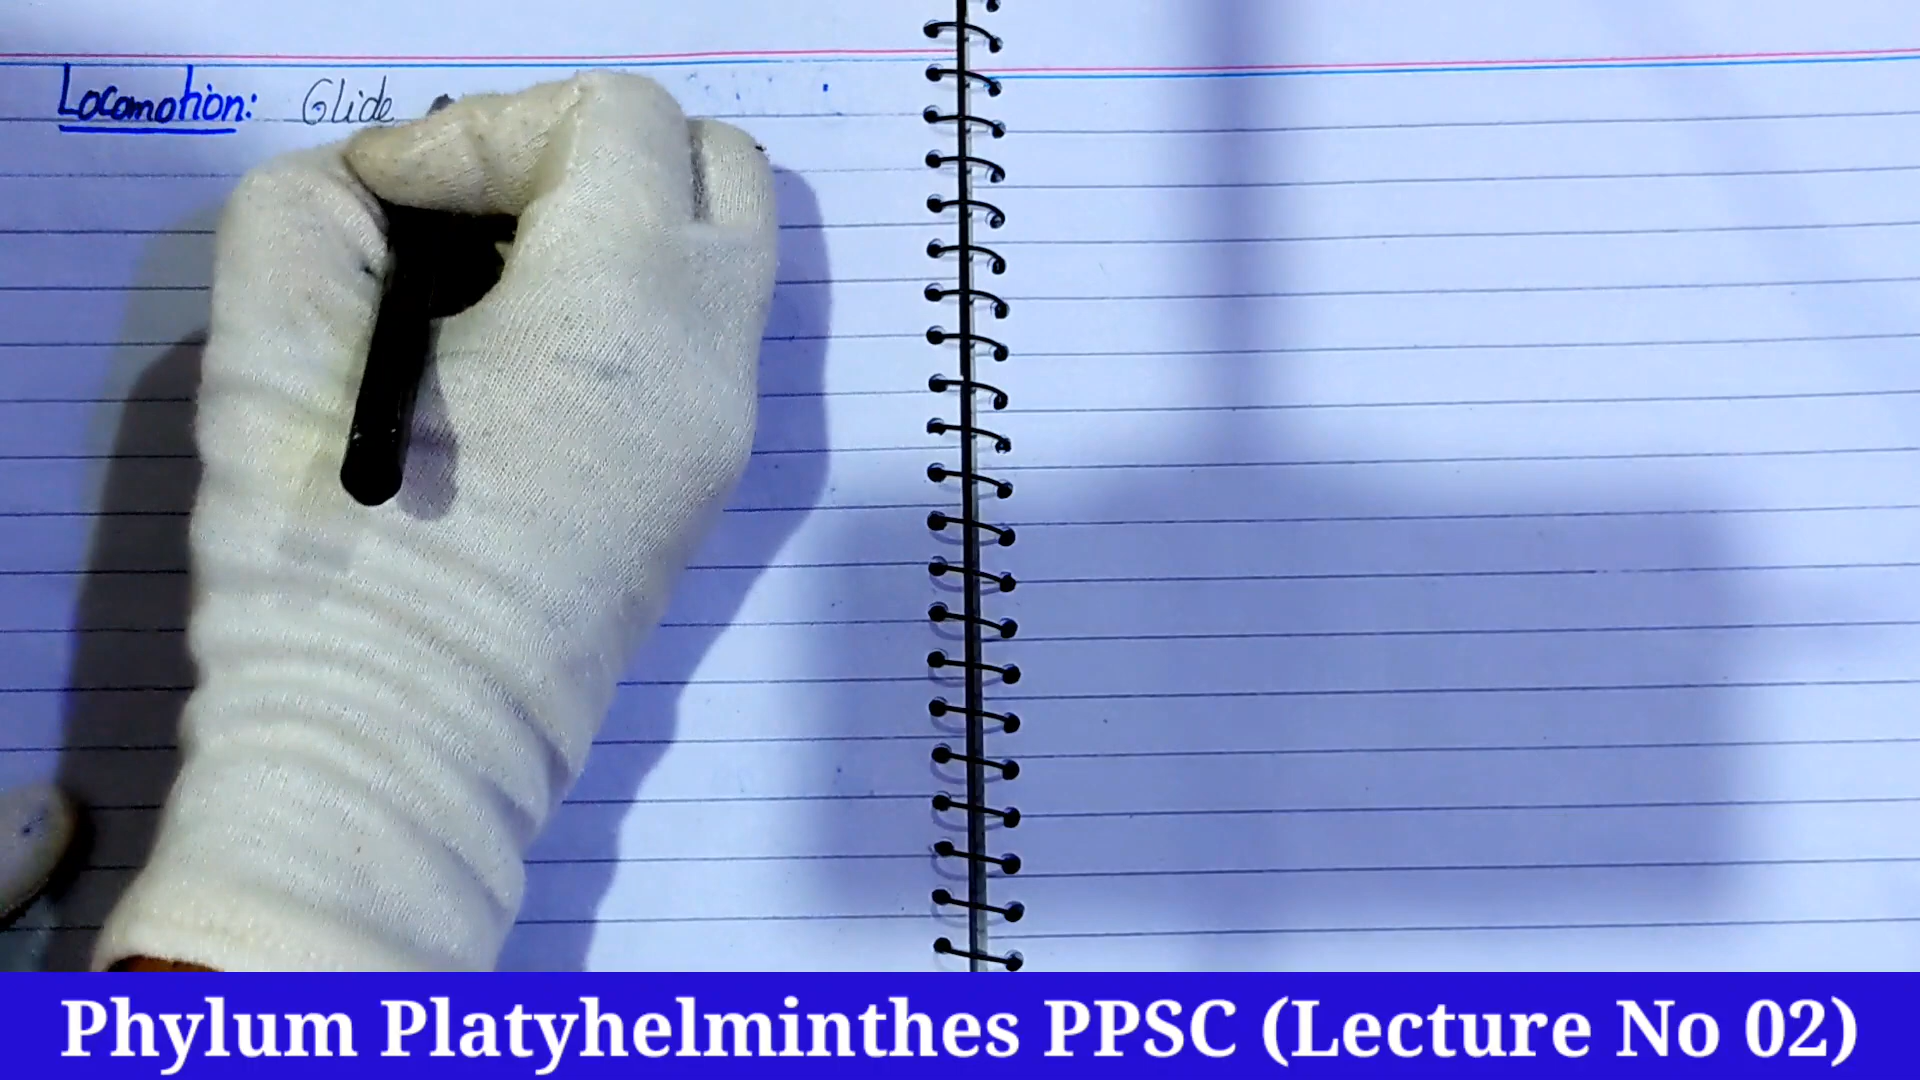 Locomotion: Glide
Phylum Platyhelminthes PPSC (Lecture No 02)